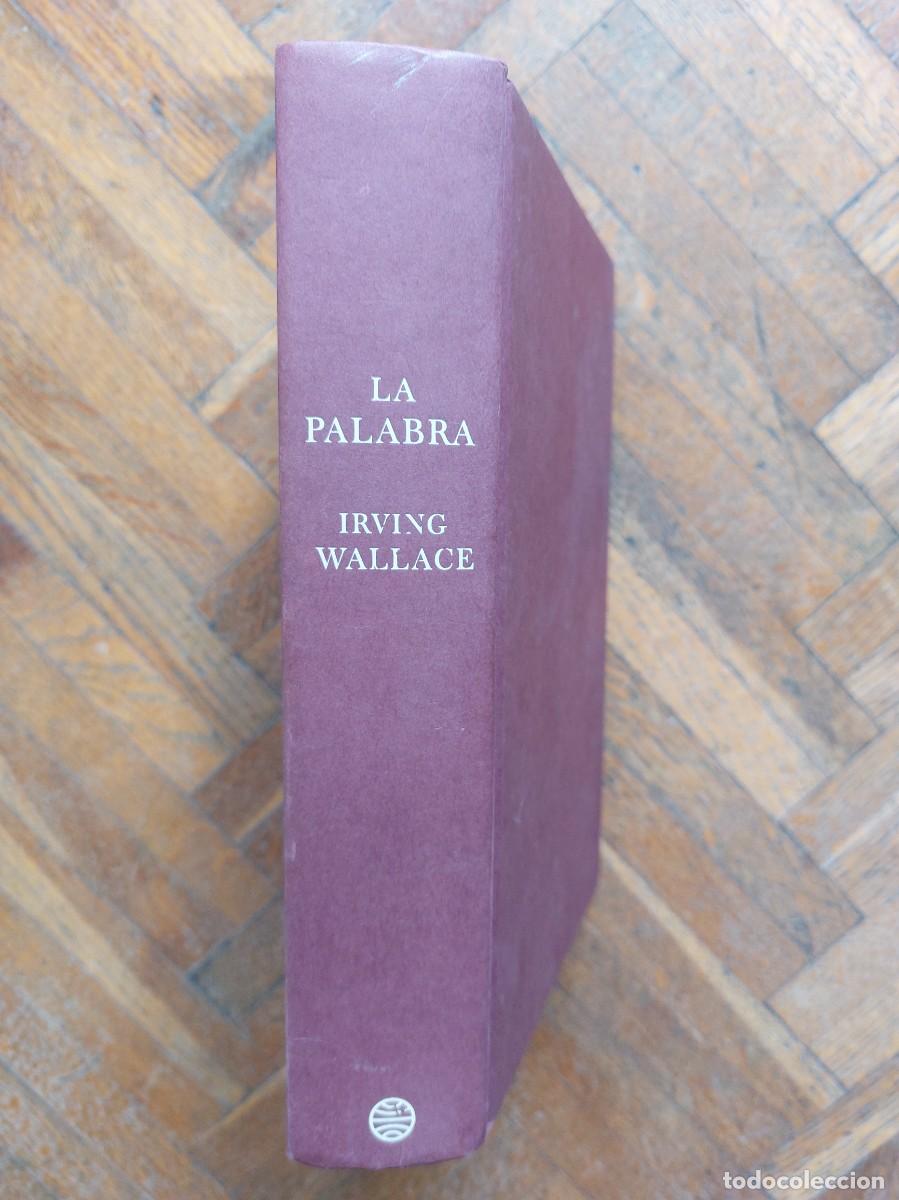 LA
PALABRA
IRVING
WALLACE
todocoleccion